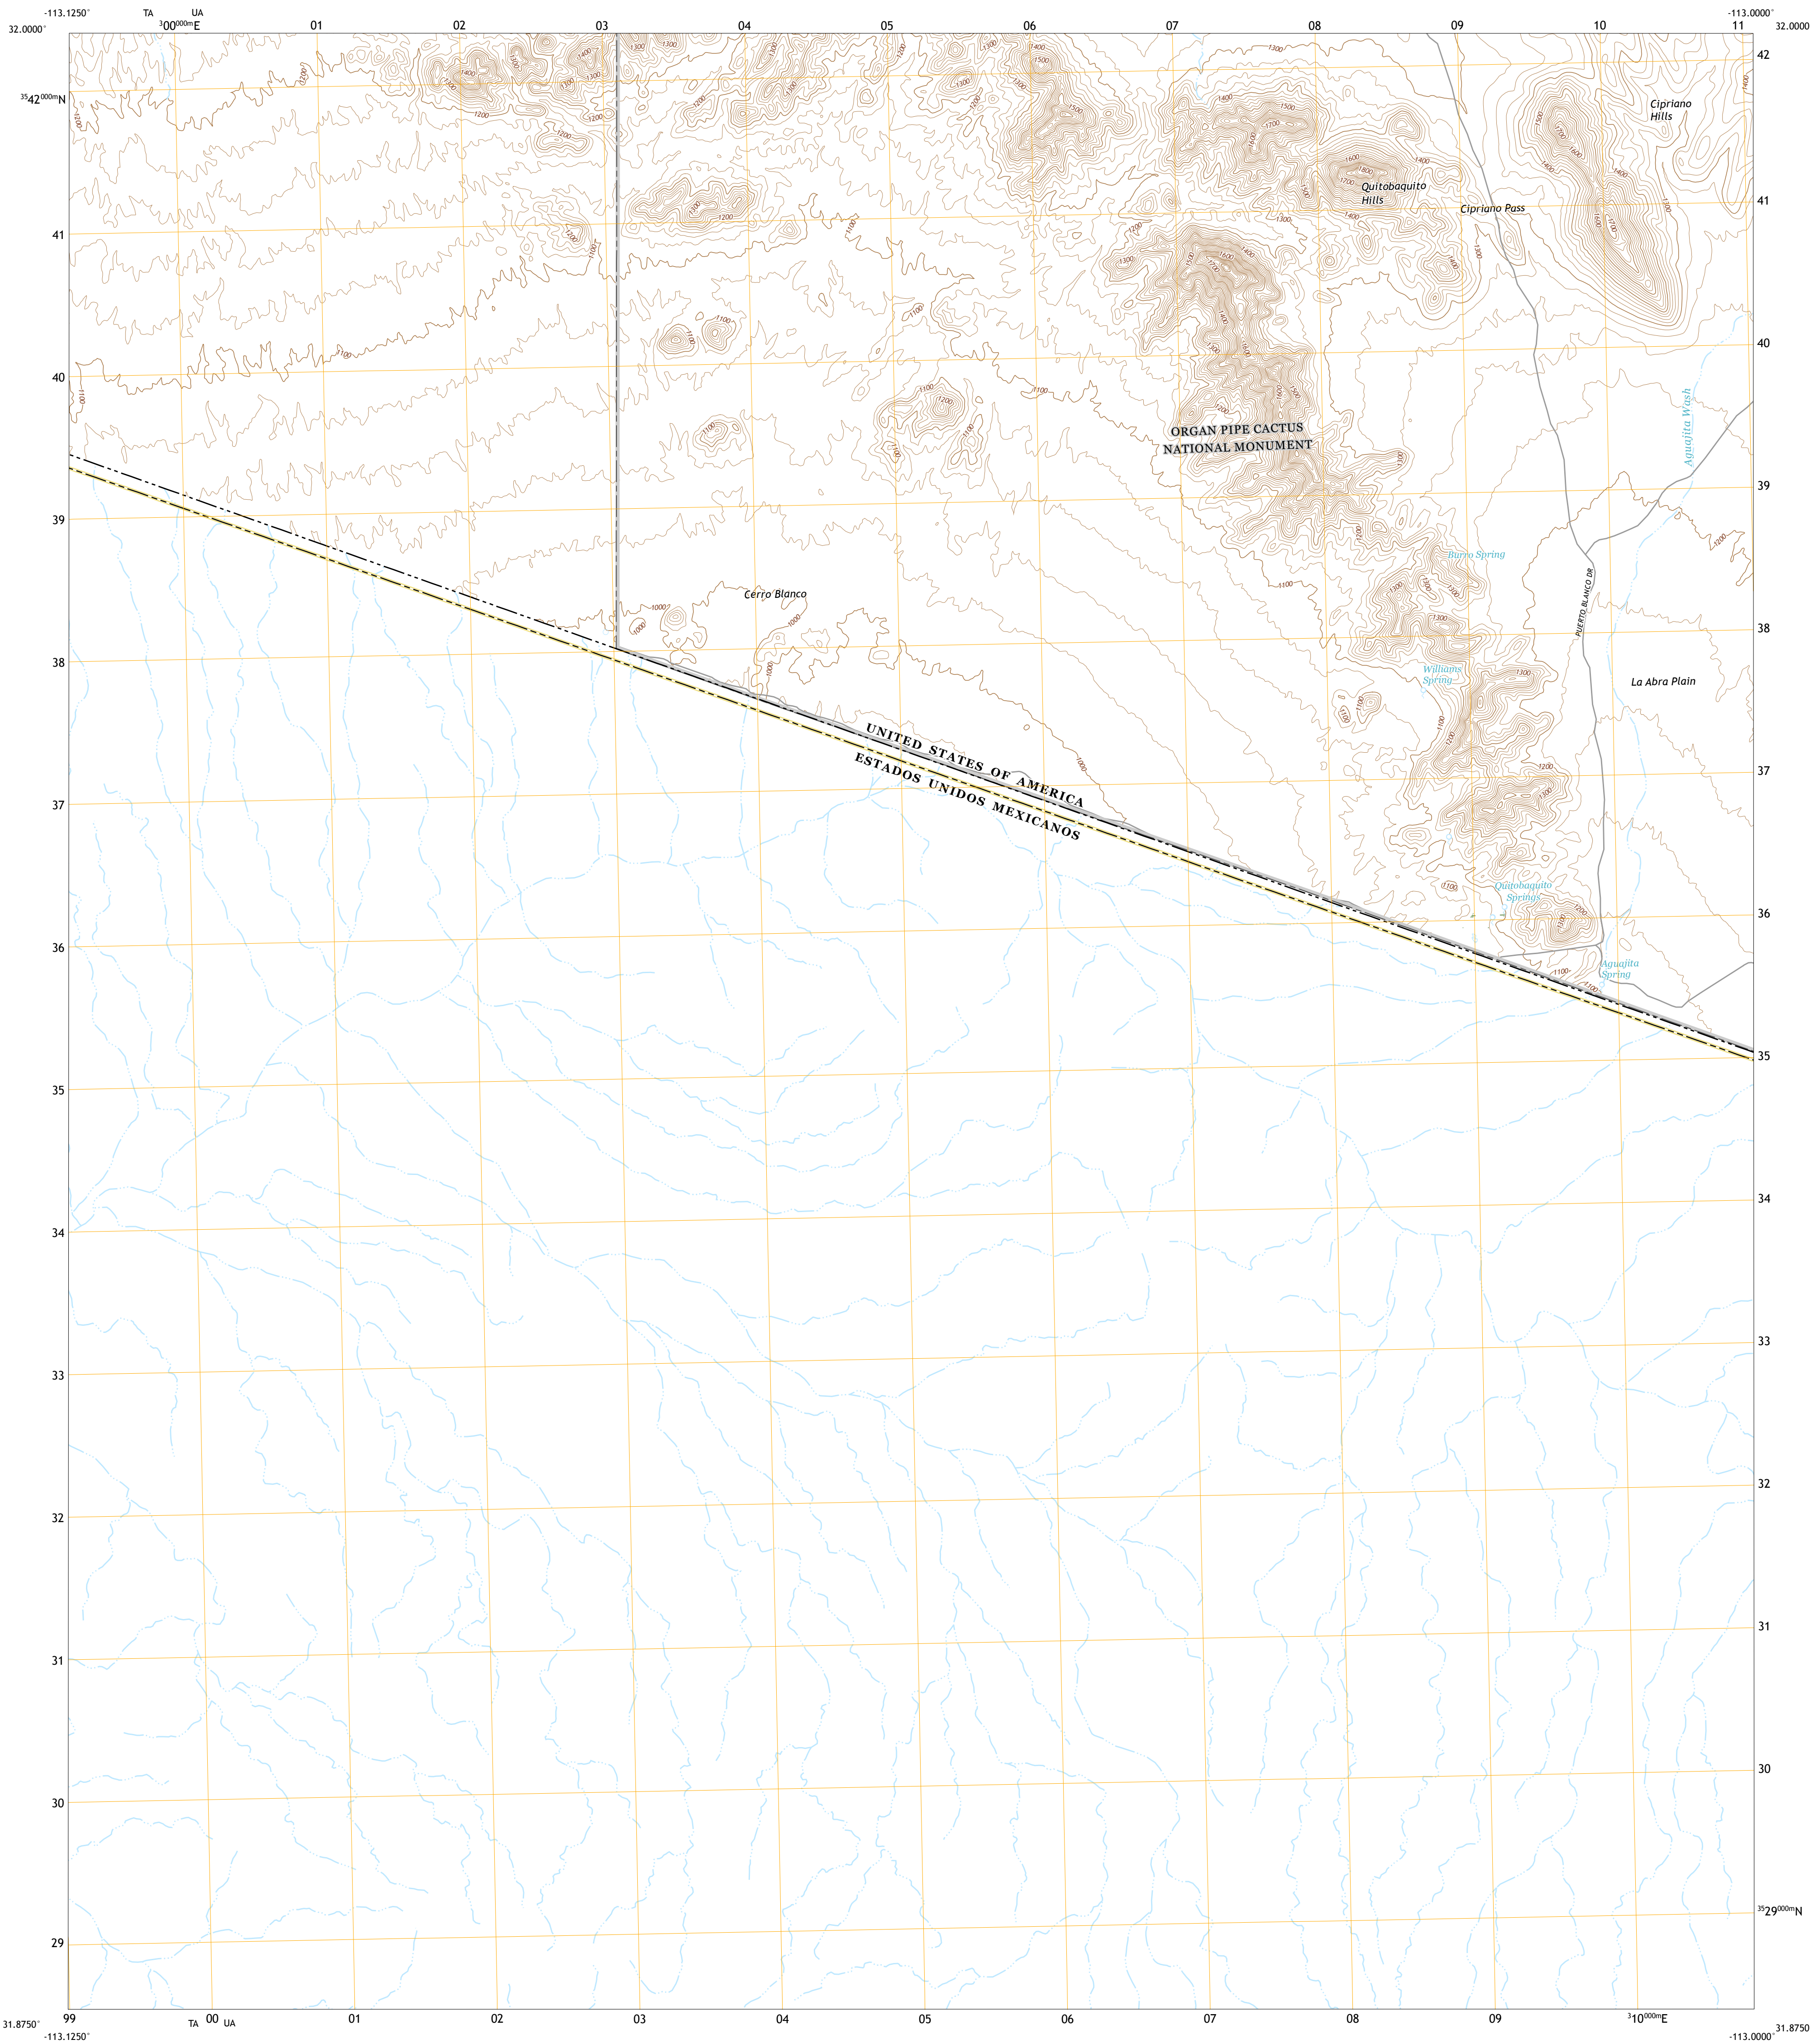 -113.1250°
TA
UA
-113.0000°
32.0000°
³00⁰⁰⁰ᵐE
01
02
03
04
05
06
07
08
09
10
11
32.0000
42
³⁵42⁰⁰⁰ᵐN
Cipriano
Hills
Quitobaquito
Hills
Cipriano Pass
41
41
40
40
Aguajita Wash
ORGAN PIPE CACTUS
NATIONAL MONUMENT
39
39
Burro Spring
PUERTO BLANCO DR
Cerro Blanco
38
38
Williams
Spring
La Abra Plain
UNITED STATES OF AMERICA
ESTADOS UNIDOS MEXICANOS
37
37
Quitobaquito
Springs
36
36
Aguajita
Spring
35
35
34
34
33
33
32
32
31
31
30
30
³⁵29⁰⁰⁰ᵐN
29
99
00
01
02
03
04
05
06
07
08
09
³10⁰⁰⁰ᵐE
TA
UA
31.8750°
31.8750
-113.1250°
-113.0000°